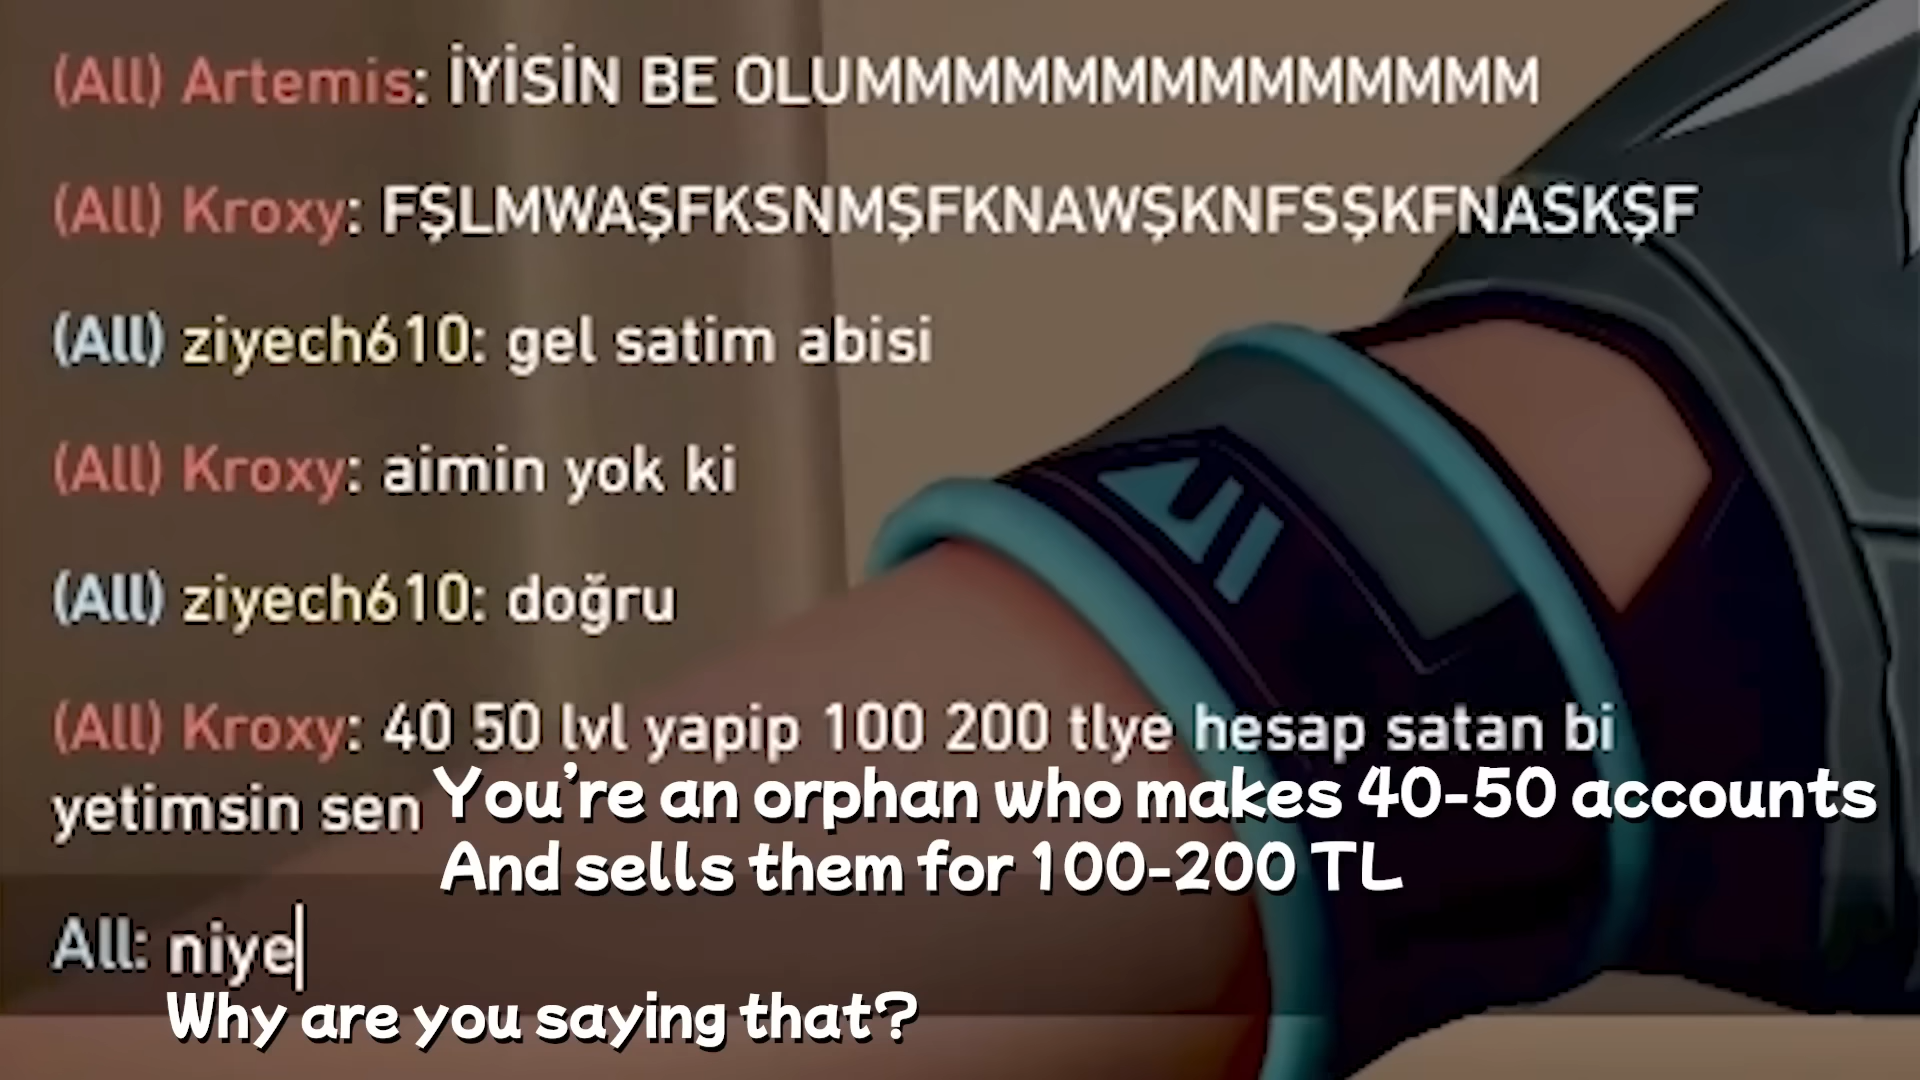 (All) Artemis: İYİSİN BE OLUMMMMMMMMMMMMMMMMM
(All) Kroxy: FŞLMWAŞFKSNMŞFKNAWŞKNFSŞKFNASKŞF
(All) ziyech610: gel satim abisi
(All) Kroxy: aimin yok ki
(All) ziyech610: doğru
(All) Kroxy: 40 50 lvl yapip 100 200 tlye hesap satan bi
yetimsin sen
You're an orphan who makes 40-50 accounts
And sells them for 100-200 TL
All: niye
Why are you saying that?